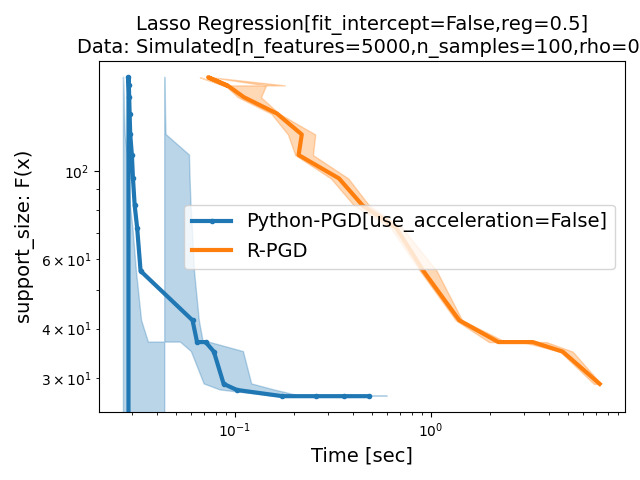 Lasso Regression[fit_intercept=False,reg=0.5]
Data: Simulated[n_features=5000,n_samples=100,rho=0
support_size: F(x)
10²
6 × 10¹
4 × 10¹
3 × 10¹
Python-PGD[use_acceleration=False]
R-PGD
10⁻¹
10⁰
Time [sec]